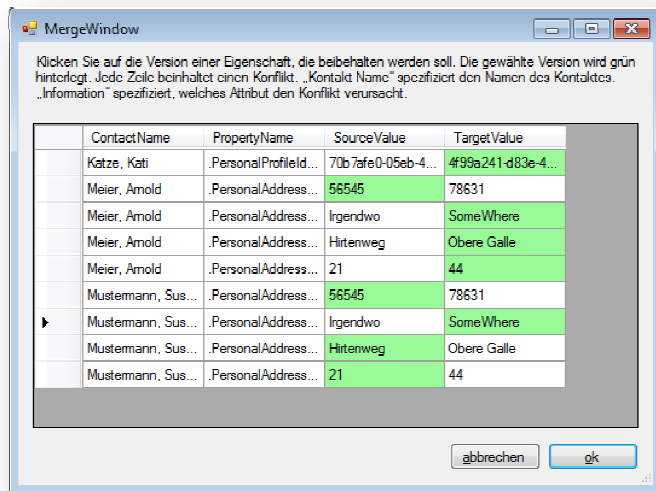 MergeWindow
Klicken Sie auf die Version einer Eigenschaft, die beibehalten werden soll. Die gewählte Version wird grün
hinterlegt. Jede Zeile beinhaltet einen Konflikt. „Kontakt Name“ spezifiziert den Namen des Kontaktes.
„Information“ spezifiziert, welches Attribut den Konflikt verursacht.
ContactName PropertyName SourceValue TargetValue
Katze, Kati .PersonalProfileId... 70b7afe0-05eb-4... 4f99a241-d83e-4...
Meier, Arnold .PersonalAddress... 56545 78631
Meier, Arnold .PersonalAddress... Irgendwo SomeWhere
Meier, Arnold .PersonalAddress... Hirtenweg Obere Galle
Meier, Arnold .PersonalAddress... 21 44
Mustermann, Sus... .PersonalAddress... 56545 78631
Mustermann, Sus... .PersonalAddress... Irgendwo SomeWhere
Mustermann, Sus... .PersonalAddress... Hirtenweg Obere Galle
Mustermann, Sus... .PersonalAddress... 21 44
abbrechen ok